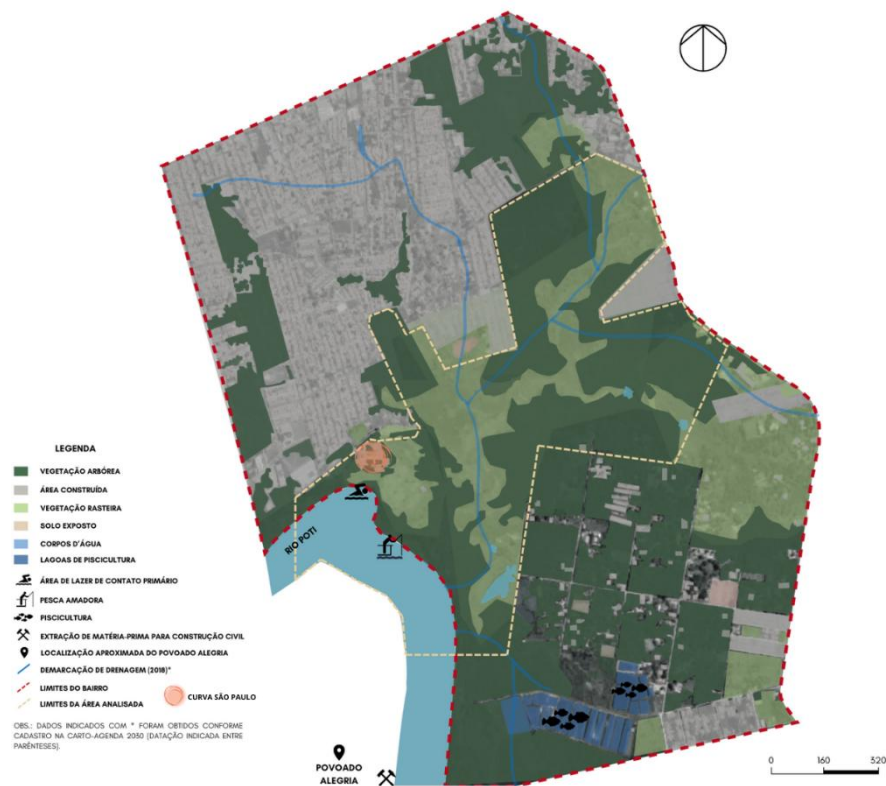 RIO POTI
LEGENDA
VEGETAÇÃO ARBÓREA
ÁREA CONSTRUÍDA
VEGETAÇÃO RASTEIRA
SOLO EXPOSTO
CORPOS D'ÁGUA
LAGOAS DE PISCICULTURA
ÁREA DE LAZER DE CONTATO PRIMÁRIO
PESCA AMADORA
PISCICULTURA
EXTRAÇÃO DE MATÉRIA-PRIMA PARA CONSTRUÇÃO CIVIL
LOCALIZAÇÃO APROXIMADA DO POVOADO ALEGRIA
DEMARCAÇÃO DE DRENAGEM (2018)*
LIMITES DO BAIRRO
LIMITES DA ÁREA ANALISADA
CURVA SÃO PAULO
OBS.: DADOS INDICADOS COM * FORAM OBTIDOS CONFORME
CADASTRO NA CARTO-AGENDA 2030 (DATAÇÃO INDICADA ENTRE
PARÊNTESES).
POVOADO
ALEGRIA
0 160 320